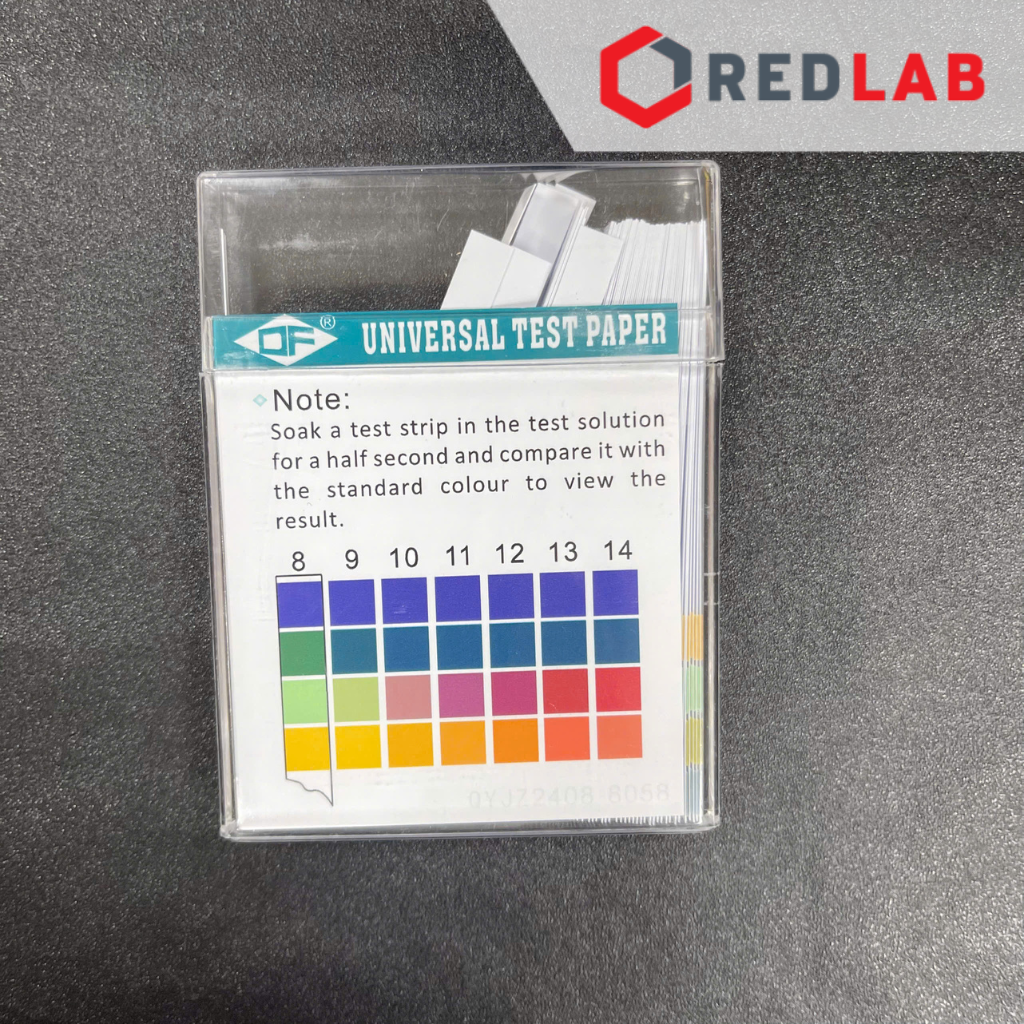 REDLAB
DF® UNIVERSAL TEST PAPER
Note:
Soak a test strip in the test solution
for a half second and compare it with
the standard colour to view the
result.
8 9 10 11 12 13 14